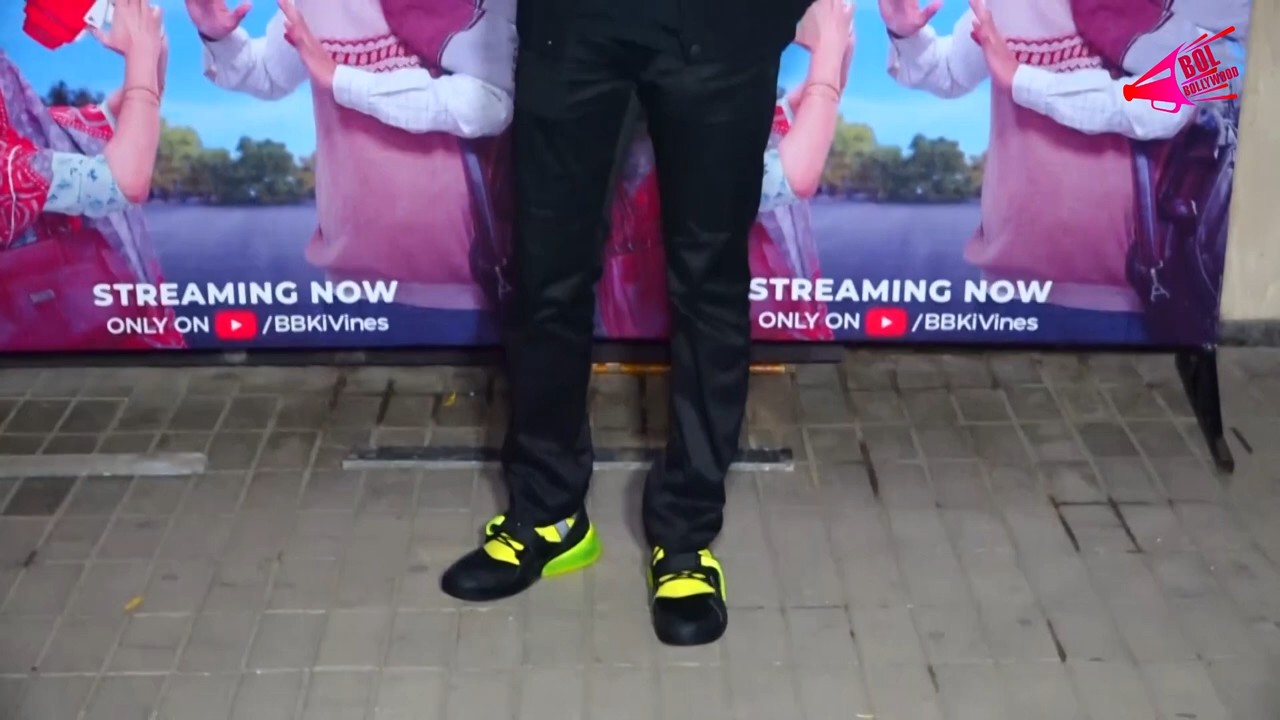 BOL
BOLLYWOOD
STREAMING NOW
ONLY ON /BBKiVines
STREAMING NOW
ONLY ON /BBKiVines